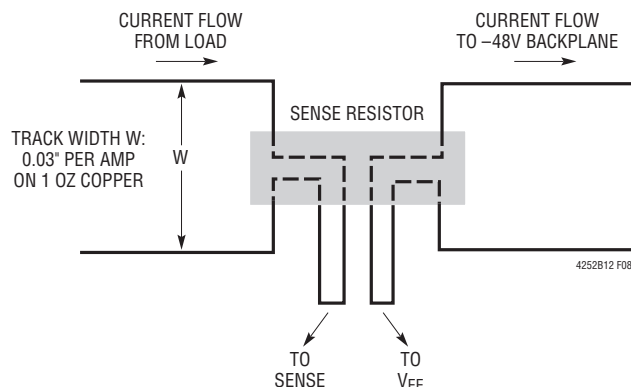 CURRENT FLOW
FROM LOAD
CURRENT FLOW
TO –48V BACKPLANE
SENSE RESISTOR
TRACK WIDTH W:
0.03" PER AMP
ON 1 OZ COPPER
W
4252B12 F08
TO
SENSE
TO
VEE